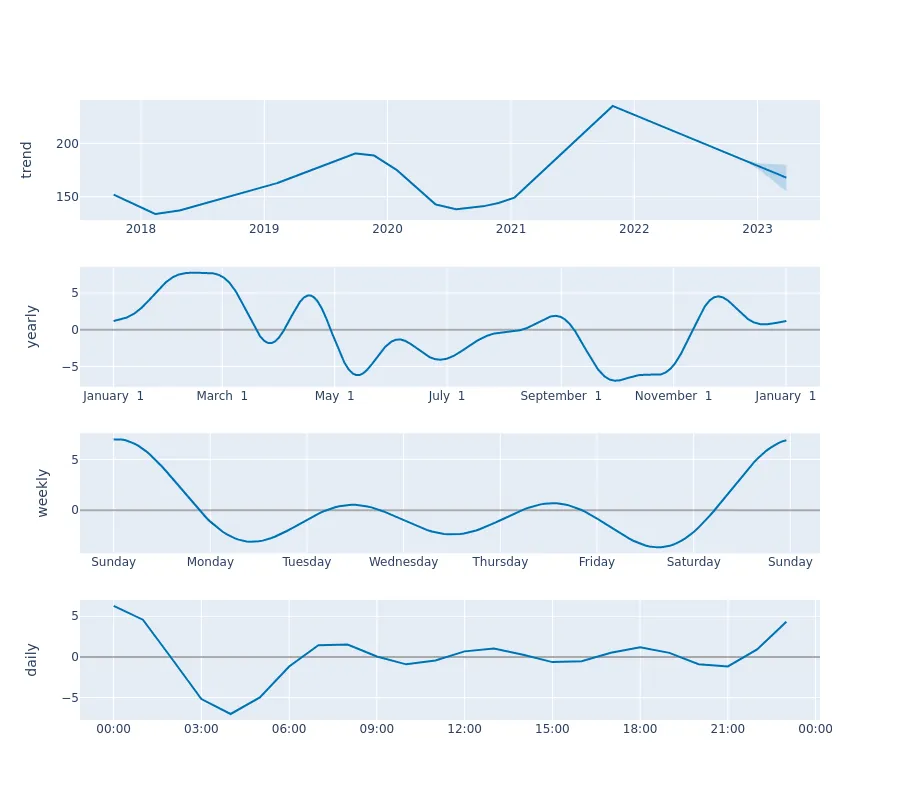 trend
200
150
2018 2019 2020 2021 2022 2023
yearly
5
0
−5
January 1 March 1 May 1 July 1 September 1 November 1 January 1
weekly
5
0
Sunday Monday Tuesday Wednesday Thursday Friday Saturday Sunday
daily
5
0
−5
00:00 03:00 06:00 09:00 12:00 15:00 18:00 21:00 00:00